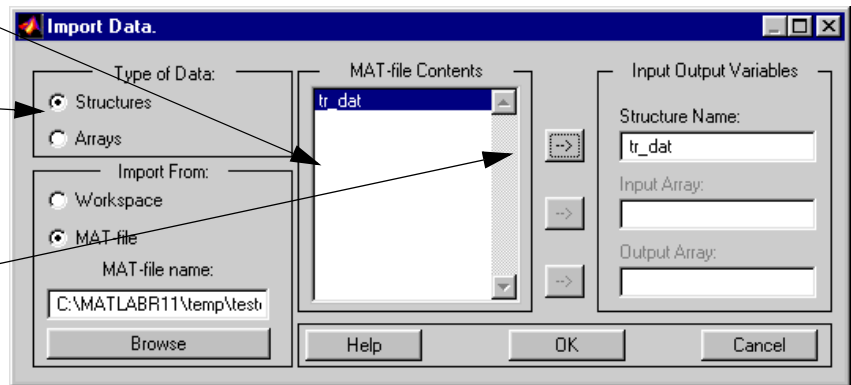 Import Data.
Type of Data:
Structures
Arrays
Import From:
Workspace
MAT-file
MAT-file name:
C:\MATLABR11\temp\test
Browse
MAT-file Contents
tr_dat
-->
-->
-->
Input Output Variables
Structure Name:
tr_dat
Input Array:
Output Array:
Help
OK
Cancel